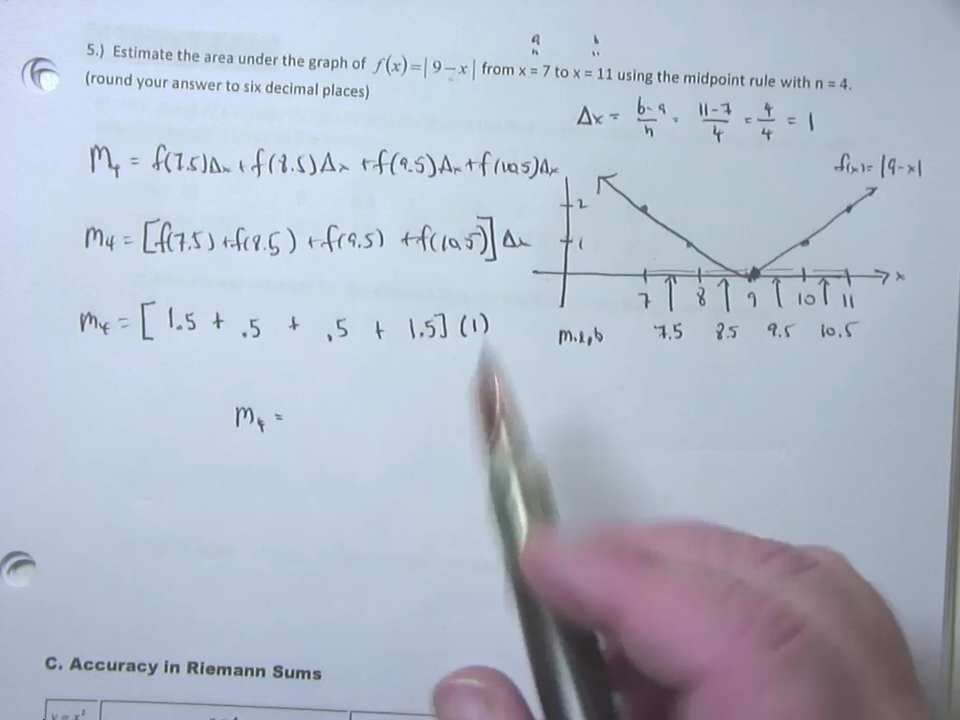 a b
" "
5.) Estimate the area under the graph of f(x)=| 9−x | from x = 7 to x = 11 using the midpoint rule with n = 4.
(round your answer to six decimal places)
Δx = b-a/n = 11-7/4 = 4/4 = 1
M4 = f(7.5)Δx + f(8.5)Δx + f(9.5)Δx + f(10.5)Δx
f(x)= |9-x|
2
M4 = [f(7.5)+f(8.5) + f(9.5) + f(10.5)] Δx
1
x
7 8 9 10 11
M4 = [ 1.5 + .5 + .5 + 1.5] (1)
7.5 8.5 9.5 10.5
M4 =
C. Accuracy in Riemann Sums